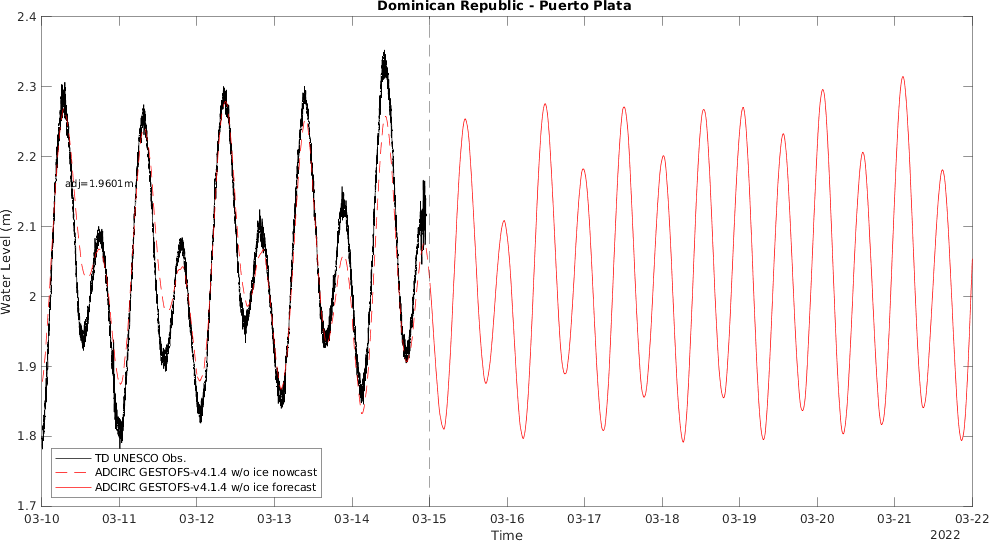 Dominican Republic - Puerto Plata
2.4
2.3
2.2
2.1
2
1.9
1.8
1.7
Water Level (m)
adj=1.9601m
TD UNESCO Obs.
ADCIRC GESTOFS-v4.1.4 w/o ice nowcast
ADCIRC GESTOFS-v4.1.4 w/o ice forecast
03-10 03-11 03-12 03-13 03-14 03-15 03-16 03-17 03-18 03-19 03-20 03-21 03-22
Time
2022